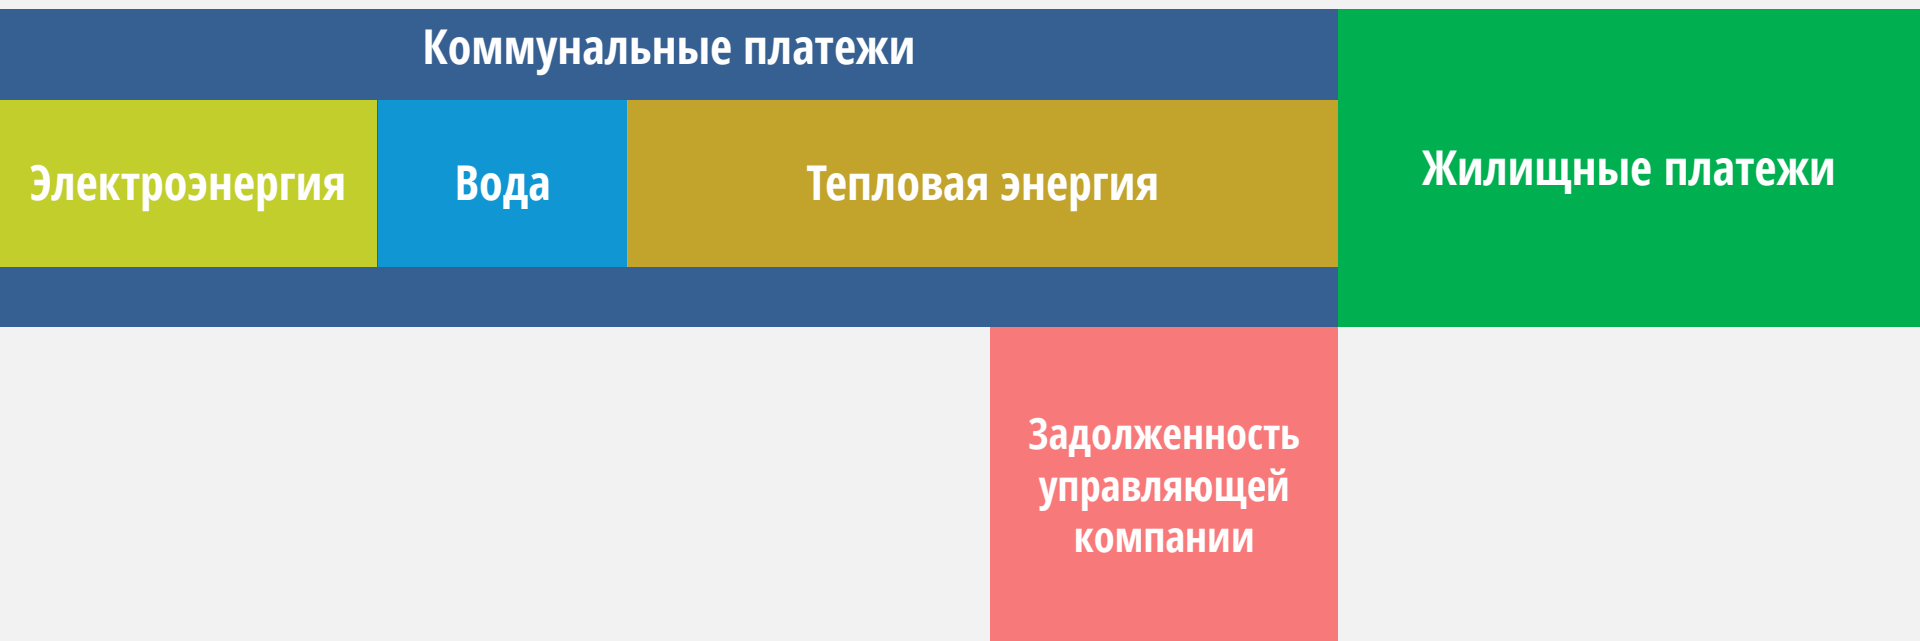 Коммунальные платежи
Электроэнергия
Вода
Тепловая энергия
Жилищные платежи
Задолженность
управляющей
компании